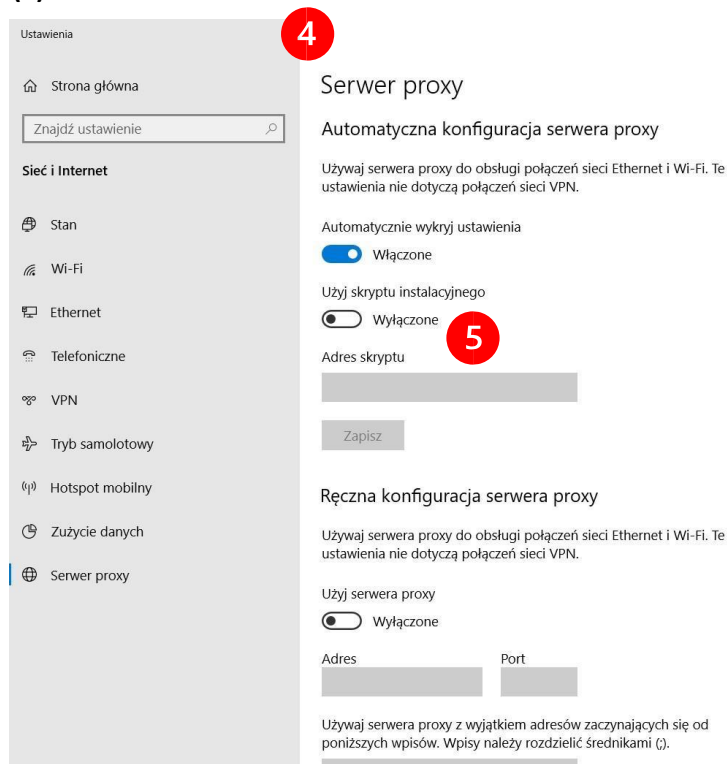 Ustawienia
4
Strona główna
Znajdź ustawienie
Sieć i Internet
Stan
Wi-Fi
Ethernet
Telefoniczne
VPN
Tryb samolotowy
Hotspot mobilny
Zużycie danych
Serwer proxy
Serwer proxy
Automatyczna konfiguracja serwera proxy
Używaj serwera proxy do obsługi połączeń sieci Ethernet i Wi-Fi. Te
ustawienia nie dotyczą połączeń sieci VPN.
Automatycznie wykryj ustawienia
Włączone
Użyj skryptu instalacyjnego
Wyłączone
5
Adres skryptu
Zapisz
Ręczna konfiguracja serwera proxy
Używaj serwera proxy do obsługi połączeń sieci Ethernet i Wi-Fi. Te
ustawienia nie dotyczą połączeń sieci VPN.
Użyj serwera proxy
Wyłączone
Adres Port
Używaj serwera proxy z wyjątkiem adresów zaczynających się od
poniższych wpisów. Wpisy należy rozdzielić średnikami (;).